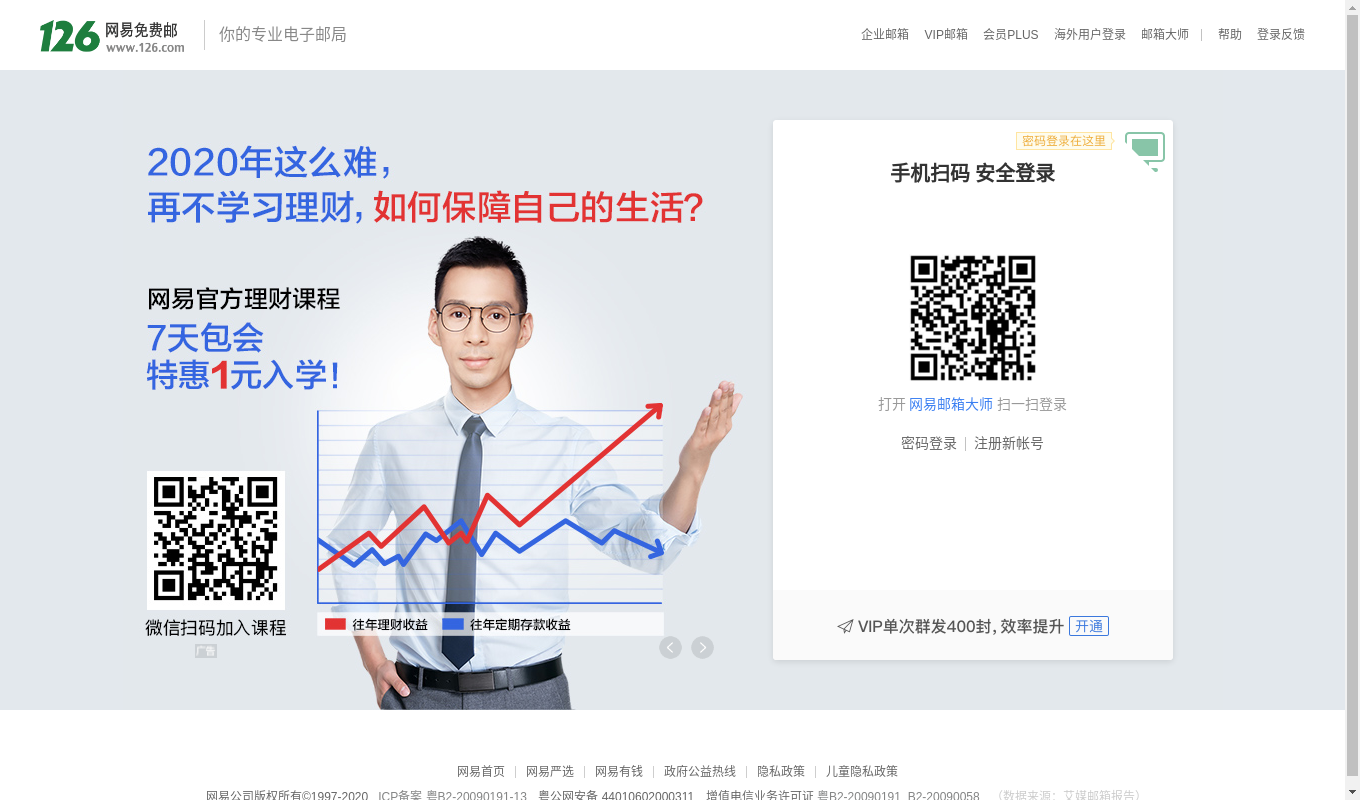 126 网易免费邮 www.126.com 你的专业电子邮局
企业邮箱 VIP邮箱 会员PLUS 海外用户登录 邮箱大师 | 帮助 登录反馈
2020年这么难，
再不学习理财，如何保障自己的生活？
网易官方理财课程
7天包会
特惠1元入学！
微信扫码加入课程
广告
往年理财收益 往年定期存款收益
密码登录在这里
手机扫码 安全登录
打开 网易邮箱大师 扫一扫登录
密码登录 | 注册新帐号
VIP单次群发400封，效率提升 开通
网易首页 | 网易严选 | 网易有钱 | 政府公益热线 | 隐私政策 | 儿童隐私政策
网易公司版权所有©1997-2020 ICP备案 粤B2-20090191-13 粤公网安备 44010602000311 增值电信业务许可证 粤B2-20090191 B2-20090058 （数据来源：艾媒邮箱报告）